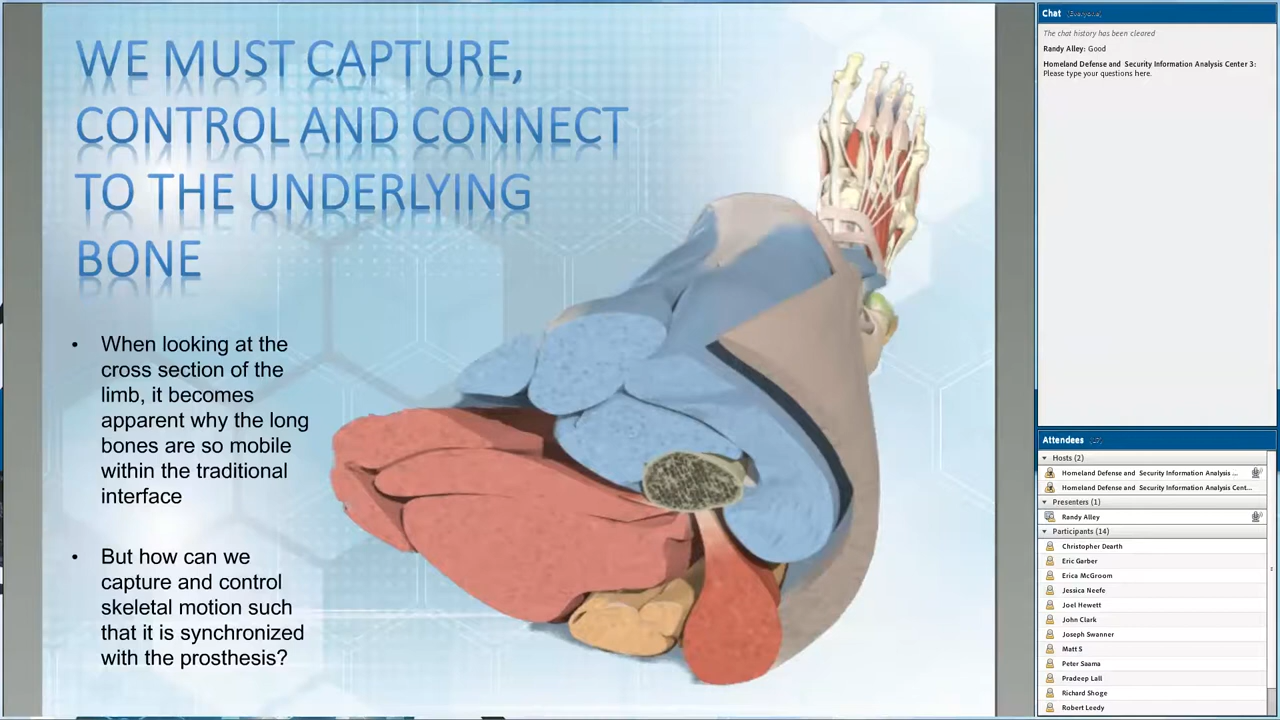 WE MUST CAPTURE,
CONTROL AND CONNECT
TO THE UNDERLYING
BONE
• When looking at the
cross section of the
limb, it becomes
apparent why the long
bones are so mobile
within the traditional
interface
• But how can we
capture and control
skeletal motion such
that it is synchronized
with the prosthesis?
Chat (Everyone)
The chat history has been cleared
Randy Alley: Good
Homeland Defense and Security Information Analysis Center 3:
Please type your questions here.
Attendees (17)
Hosts (2)
Homeland Defense and Security Information Analysis ...
Homeland Defense and Security Information Analysis Cent...
Presenters (1)
Randy Alley
Participants (14)
Christopher Dearth
Eric Garber
Erica McGroom
Jessica Neefe
Joel Hewett
John Clark
Joseph Swanner
Matt S
Peter Saama
Pradeep Lall
Richard Shoge
Robert Leedy